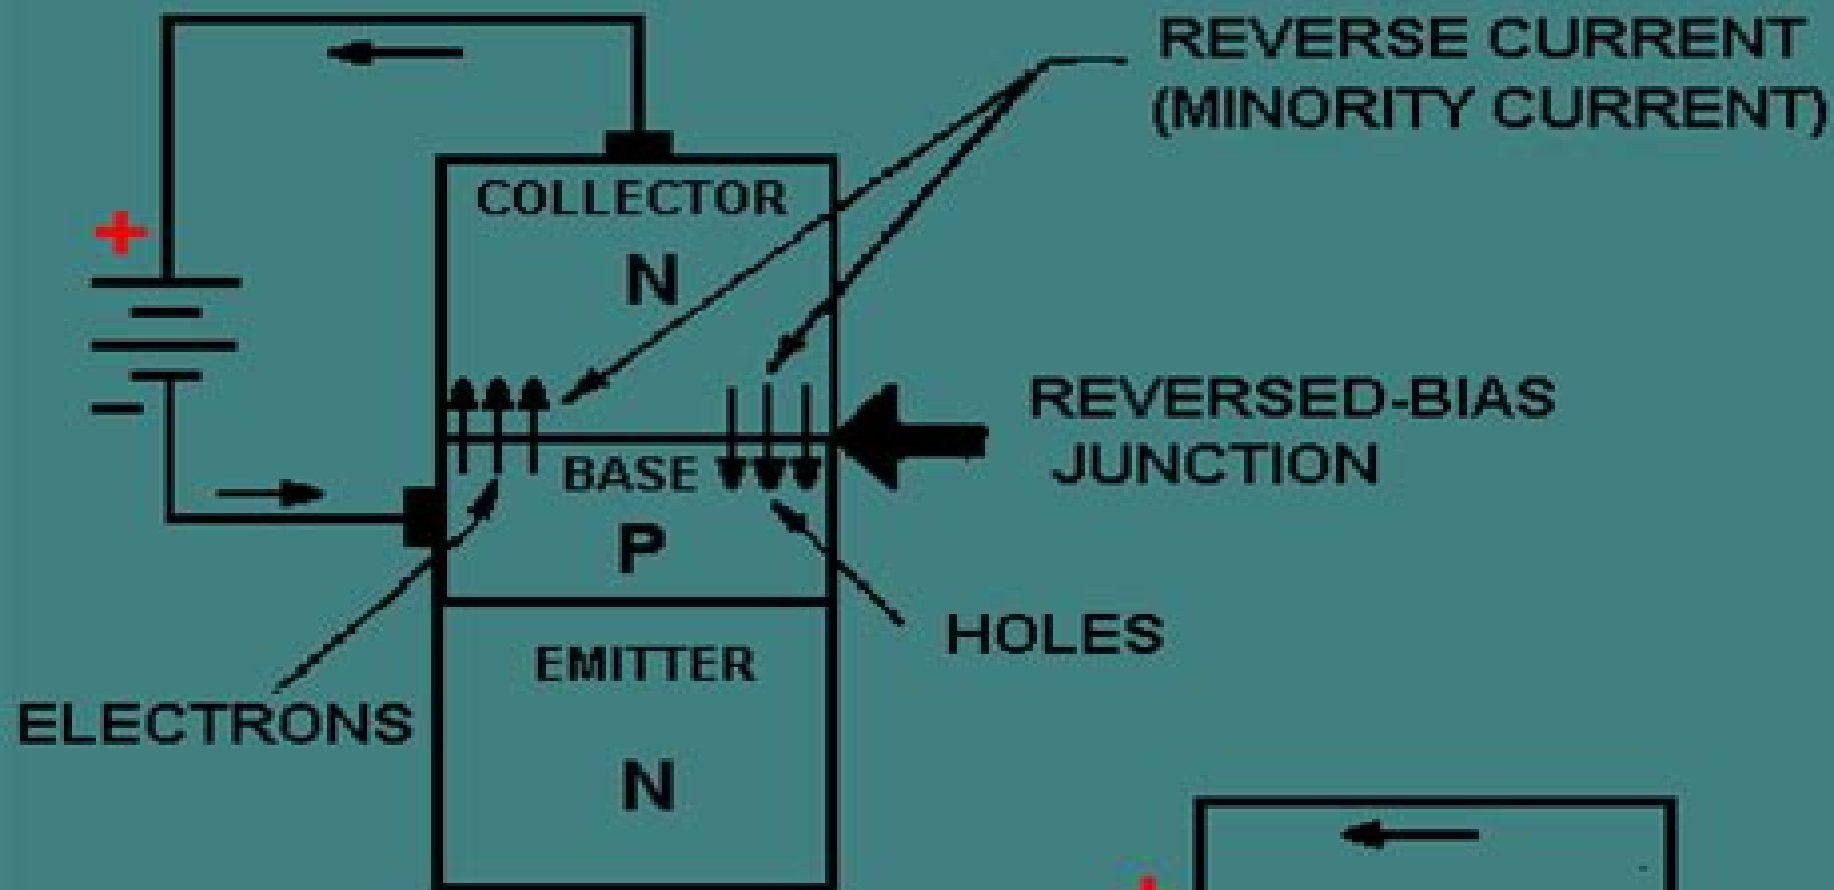 REVERSE CURRENT
(MINORITY CURRENT)
COLLECTOR
N
+
REVERSED-BIAS
JUNCTION
BASE
–
P
HOLES
EMITTER
ELECTRONS
N
+